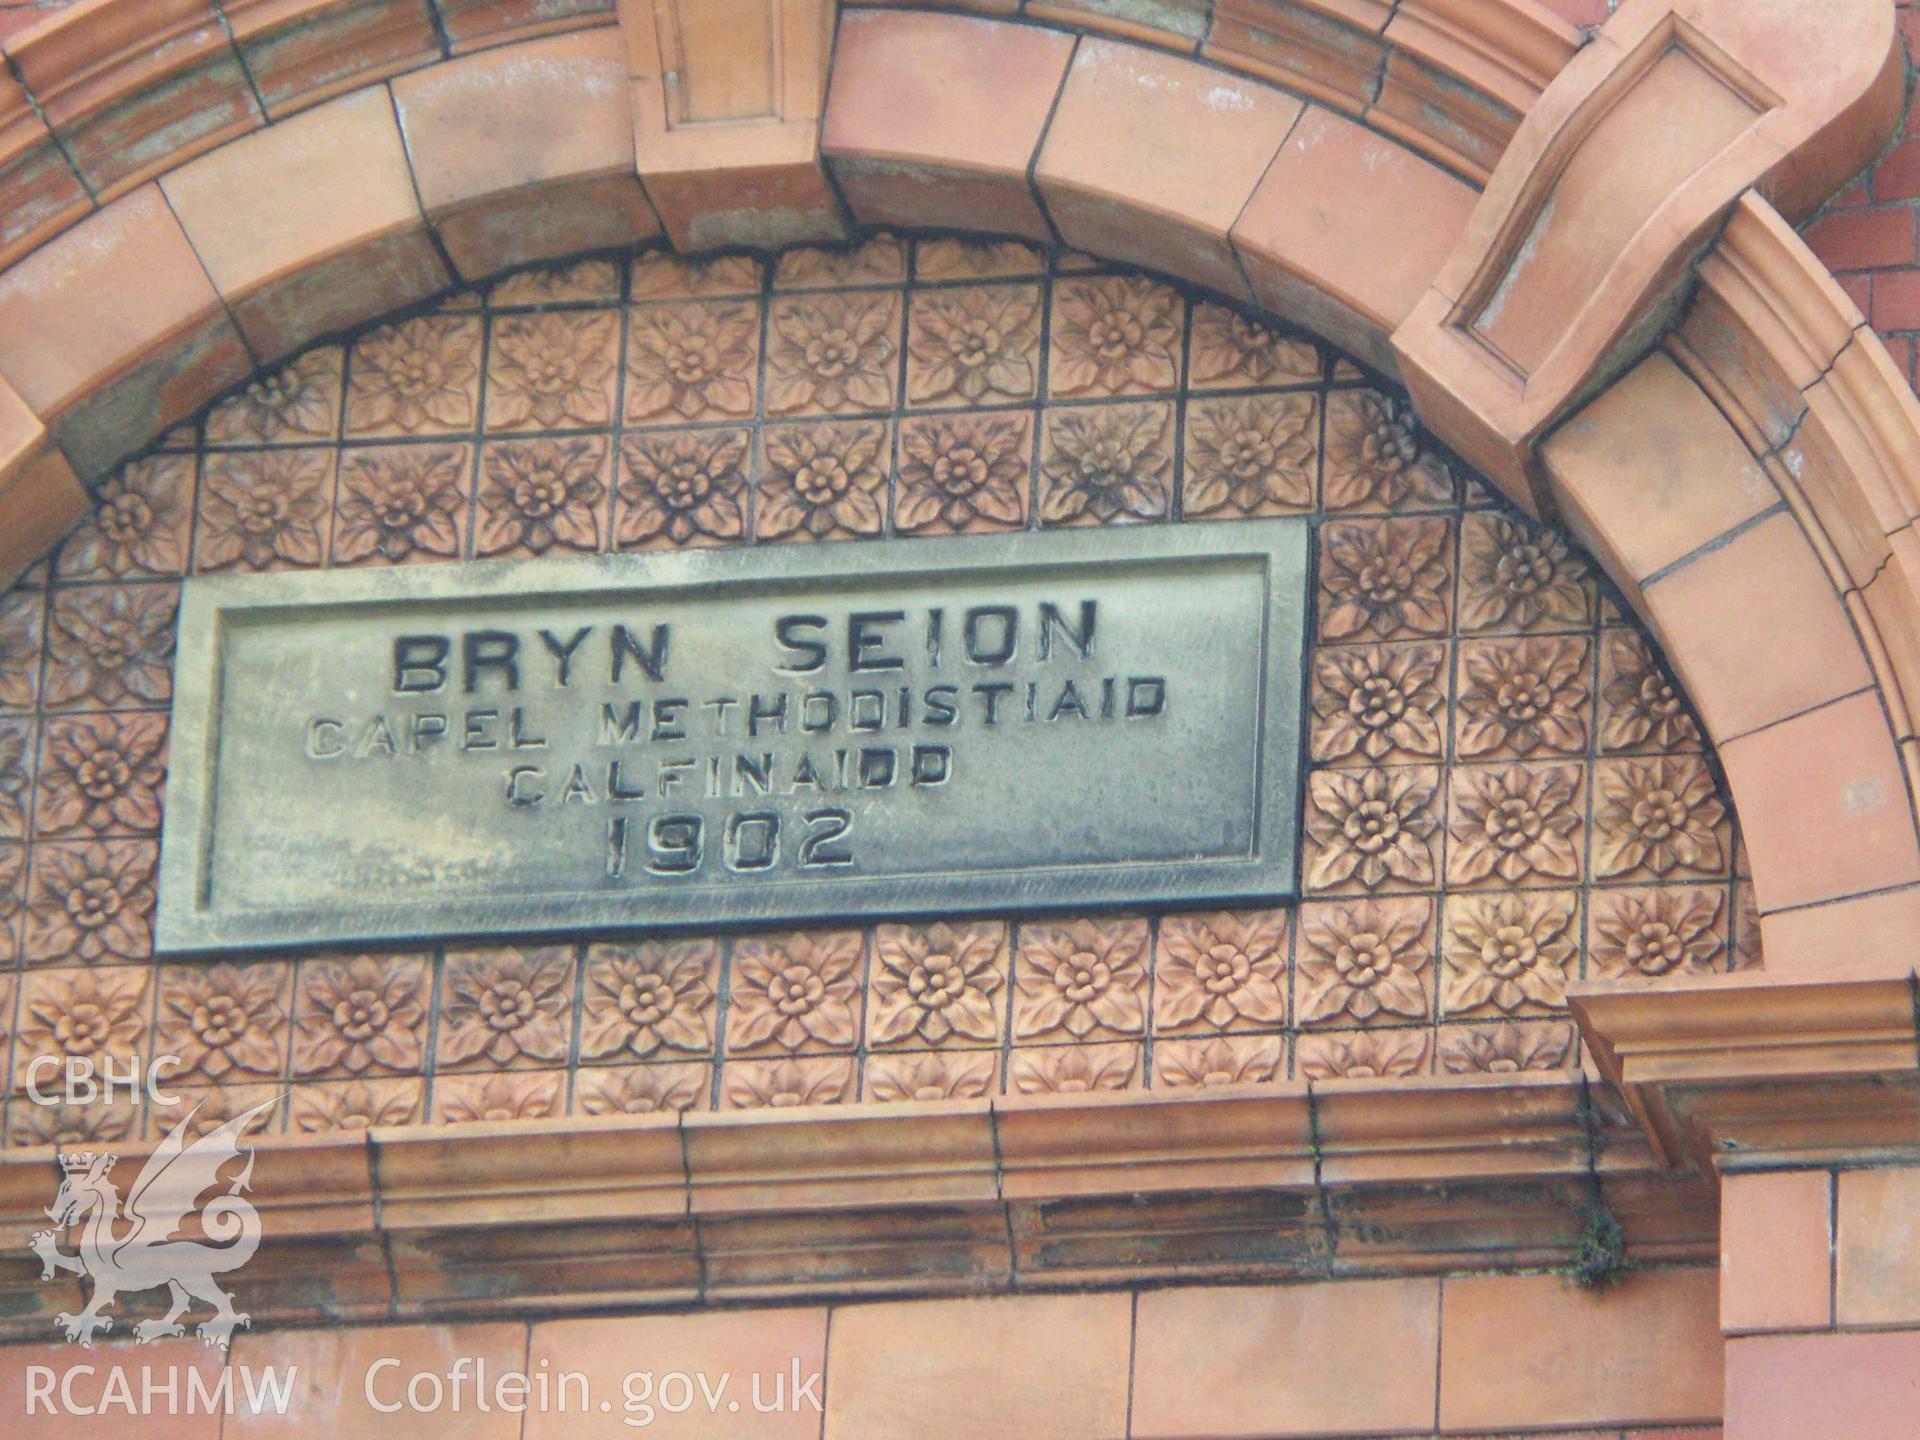 BRYN SEION
CAPEL METHODISTIAID
CALFINAIDD
1902
CBHC
RCAHMW Coflein.gov.uk